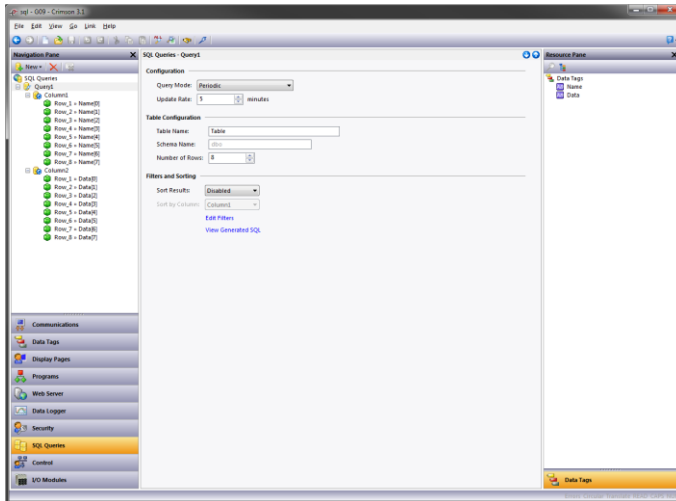 sql - G09 - Crimson 3.1
File Edit View Go Link Help
Navigation Pane
New
SQL Queries
Query1
Column1
Row_1 = Name[0]
Row_2 = Name[1]
Row_3 = Name[2]
Row_4 = Name[3]
Row_5 = Name[4]
Row_6 = Name[5]
Row_7 = Name[6]
Row_8 = Name[7]
Column2
Row_1 = Data[0]
Row_2 = Data[1]
Row_3 = Data[2]
Row_4 = Data[3]
Row_5 = Data[4]
Row_6 = Data[5]
Row_7 = Data[6]
Row_8 = Data[7]
Communications
Data Tags
Display Pages
Programs
Web Server
Data Logger
Security
SQL Queries
Control
I/O Modules
SQL Queries - Query1
Configuration
Query Mode: Periodic
Update Rate: 5 minutes
Table Configuration
Table Name: Table
Schema Name: dbo
Number of Rows: 8
Filters and Sorting
Sort Results: Disabled
Sort by Column: Column1
Edit Filters
View Generated SQL
Resource Pane
Data Tags
Name
Data
Data Tags